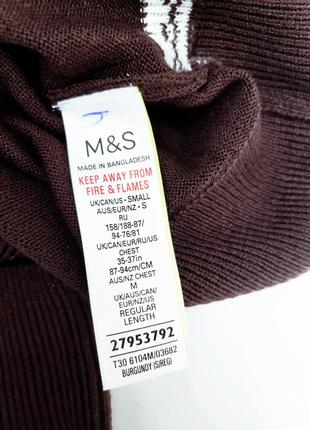 M&S
MADE IN BANGLADESH
KEEP AWAY FROM
FIRE & FLAMES
UK/CAN/US - SMALL
AUS/EUR/NZ - S
RU
158/188-87/
94-76/81
UK/CAN/EUR/RU/US
CHEST
35-37in
87-94cm/CM
AUS/NZ CHEST
M
UK/AUS/CAN/
EUR/NZ/US
REGULAR
LENGTH
27953792
T30 6104M/03682
BURGUNDY (S/REG)